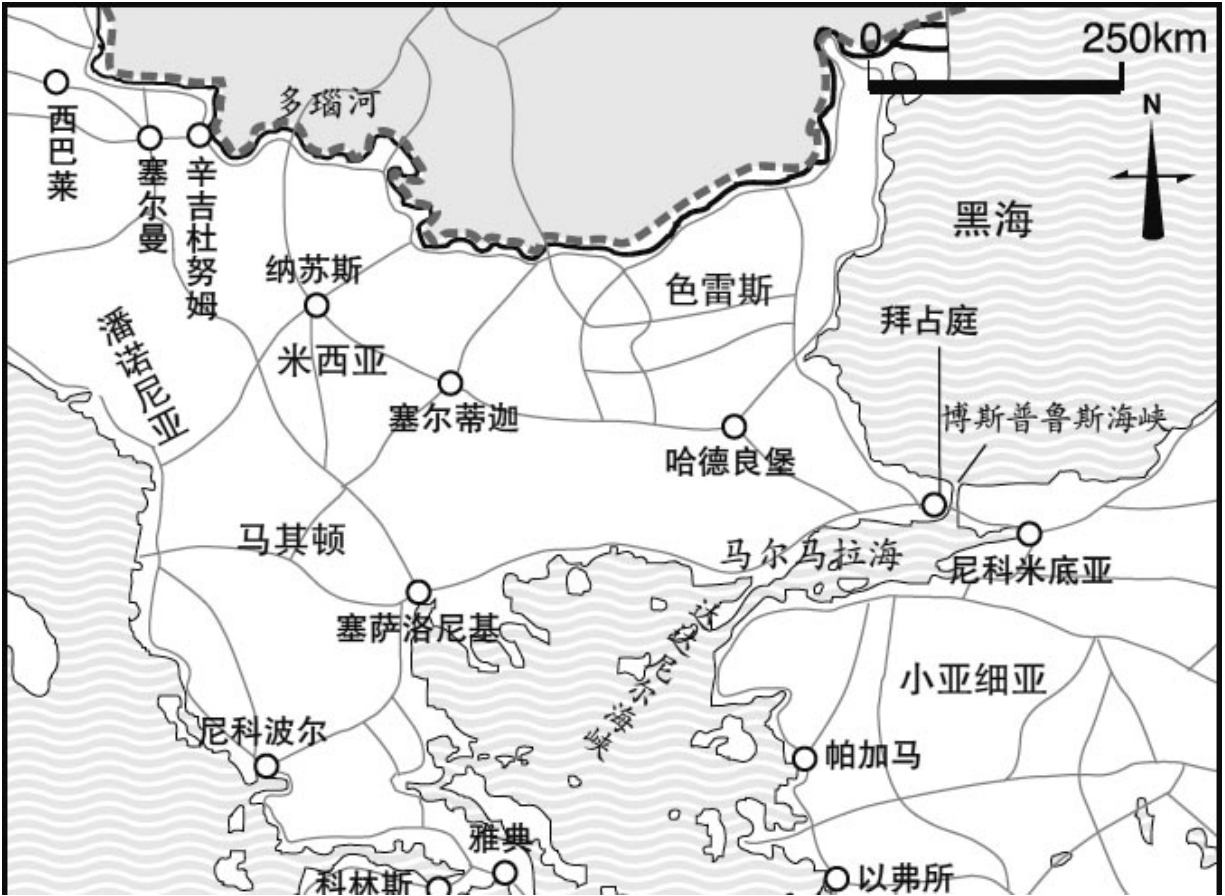 0
250km
N
多瑙河
西巴莱
塞尔曼
辛吉杜努姆
黑海
纳苏斯
色雷斯
拜占庭
潘诺尼亚
米西亚
塞尔蒂迦
博斯普鲁斯海峡
哈德良堡
马其顿
马尔马拉海
尼科米底亚
塞萨洛尼基
达达尼尔海峡
小亚细亚
尼科波尔
帕加马
雅典
科林斯
以弗所